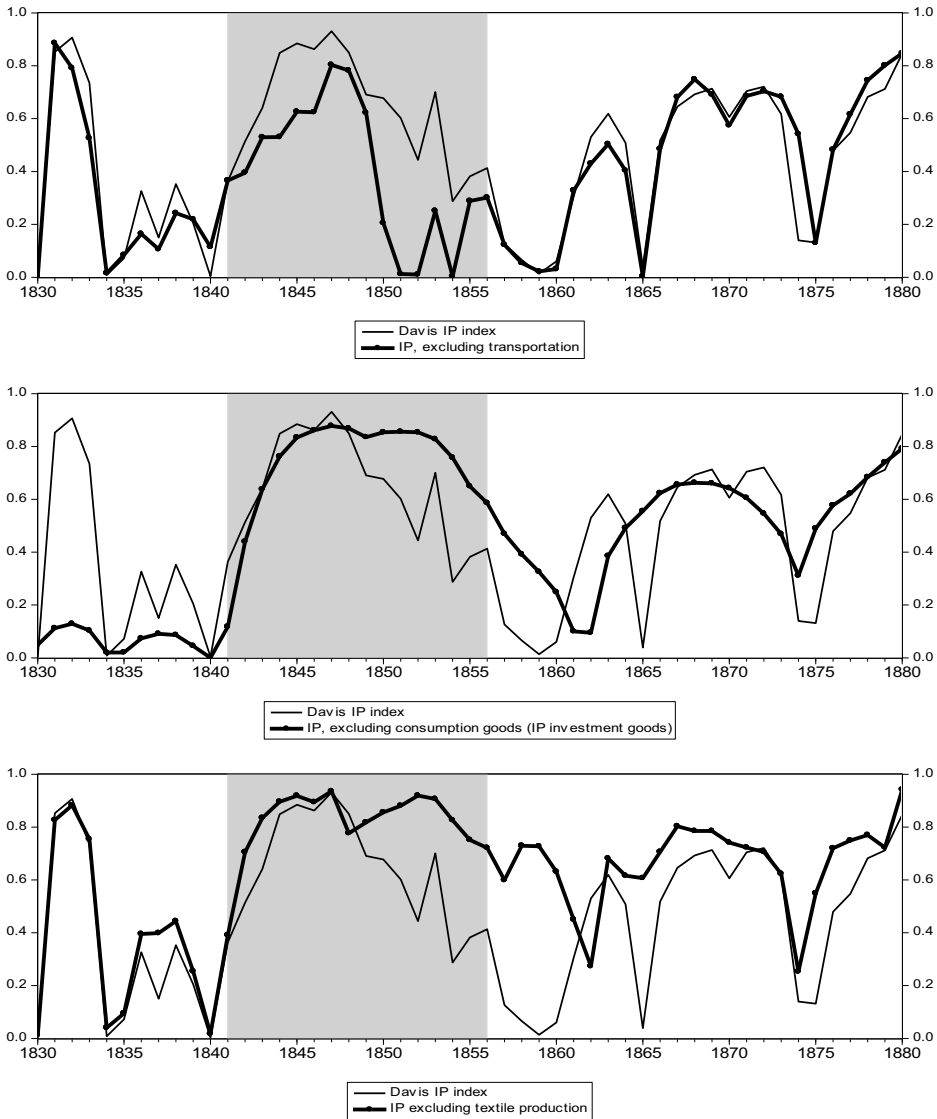 1.0 1.0
0.8 0.8
0.6 0.6
0.4 0.4
0.2 0.2
0.0 0.0
1830 1835 1840 1845 1850 1855 1860 1865 1870 1875 1880
Davis IP index
IP, excluding transportation
1.0 1.0
0.8 0.8
0.6 0.6
0.4 0.4
0.2 0.2
0.0 0.0
1830 1835 1840 1845 1850 1855 1860 1865 1870 1875 1880
Davis IP index
IP, excluding consumption goods (IP investment goods)
1.0 1.0
0.8 0.8
0.6 0.6
0.4 0.4
0.2 0.2
0.0 0.0
1830 1835 1840 1845 1850 1855 1860 1865 1870 1875 1880
Davis IP index
IP excluding textile production